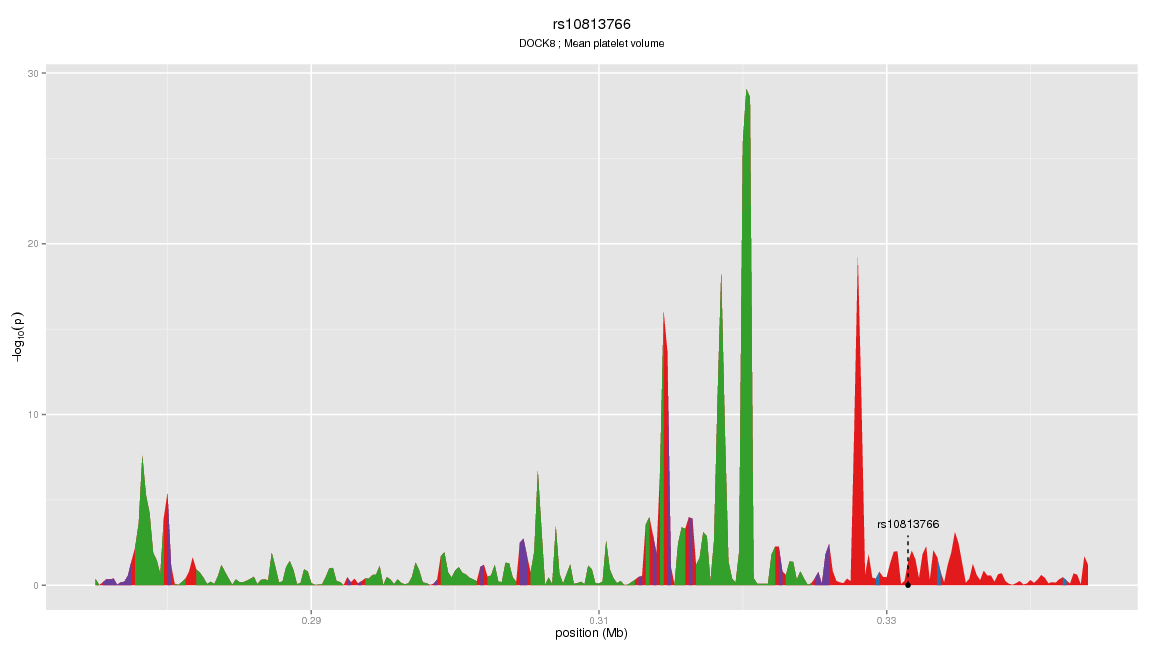 rs10813766
DOCK8 ; Mean platelet volume
30
20
10
0
−log10(p)
rs10813766
0.29
0.31
0.33
position (Mb)